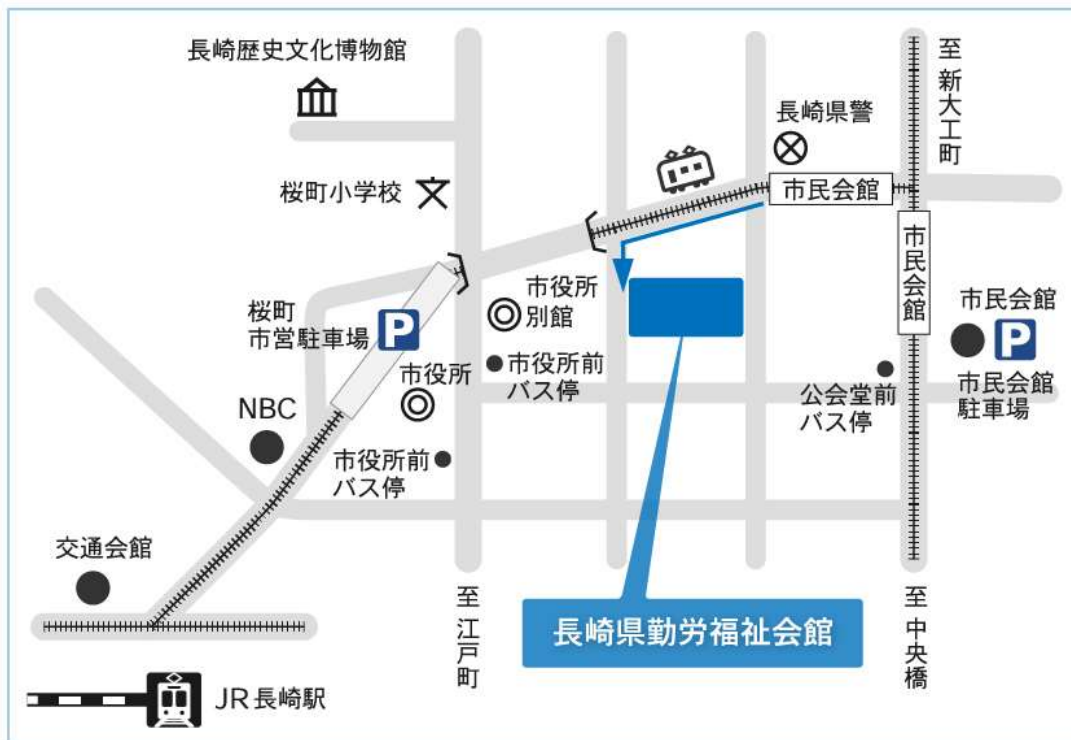 長崎歴史文化博物館
至 新大工町
長崎県警
桜町小学校
市民会館
市民会館
市役所
別館
桜町
市営駐車場
P
市民会館
P
市民会館
駐車場
市役所前
バス停
市役所
公会堂前
バス停
NBC
市役所前
バス停
交通会館
至 江戸町
至 中央橋
長崎県勤労福祉会館
JR長崎駅